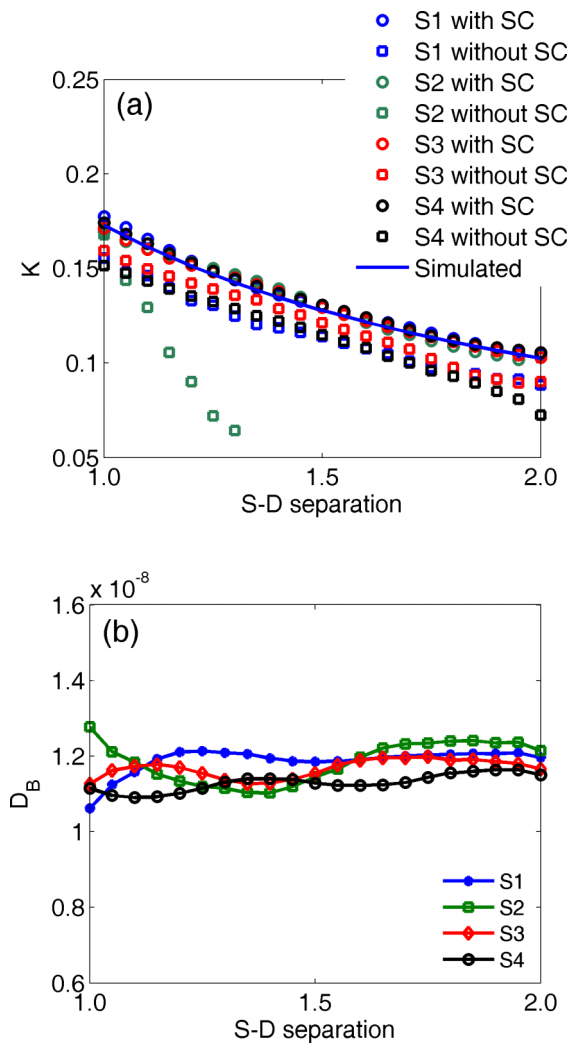 S1 with SC
S1 without SC
S2 with SC
S2 without SC
S3 with SC
S3 without SC
S4 with SC
S4 without SC
Simulated
(a)
0.25
0.2
0.15
0.1
0.05
K
1.0 1.5 2.0
S-D separation
x 10⁻⁸
(b)
1.6
1.4
1.2
1
0.8
0.6
D_B
S1
S2
S3
S4
1.0 1.5 2.0
S-D separation